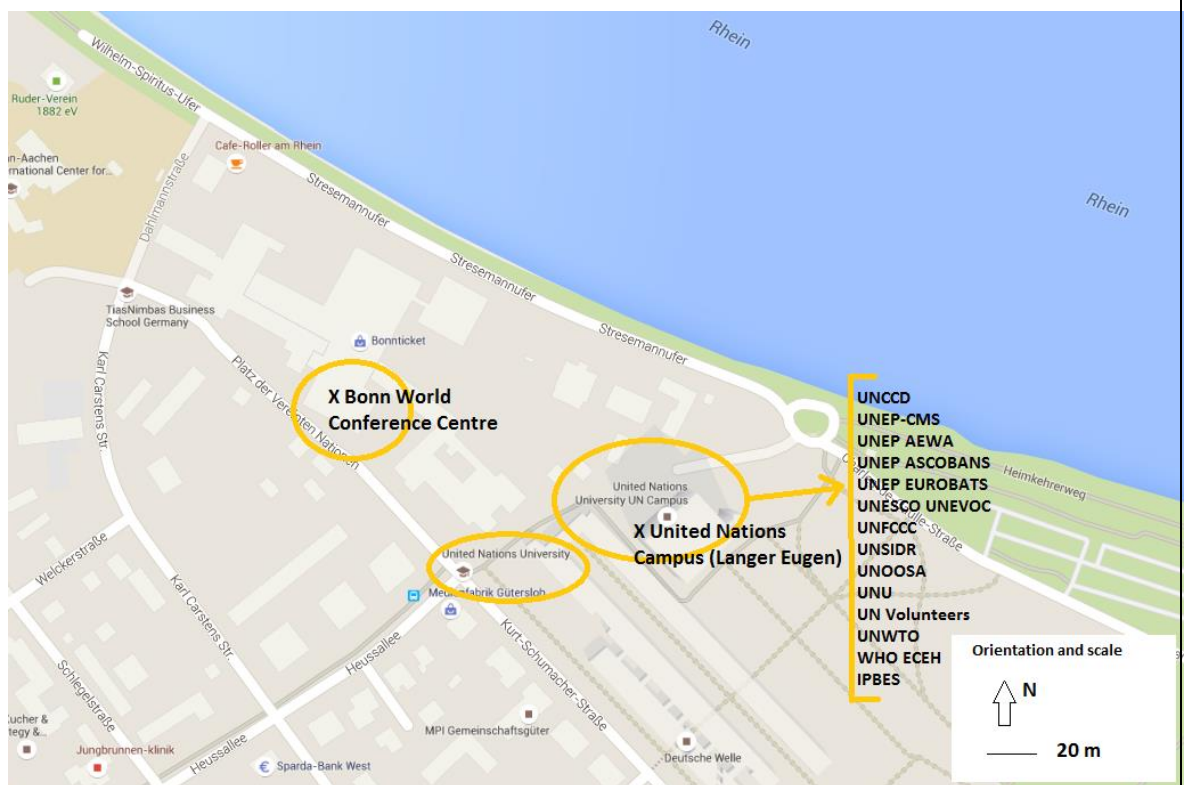 Rhein
Wilhelm-Spiritus-Ufer
Ruder-Verein
1882 eV
Cafe-Roller am Rhein
n-Aachen
rnational Center for...
Dahlmannstraße
Stresemannufer
Rhein
Stresemannufer
TiasNimbas Business
School Germany
Bonnticket
Stresemannufer
Karl Carstens Str.
Platz der Vereinten Nationen
X Bonn World
Conference Centre
UNCCD
UNEP-CMS
UNEP AEWA
UNEP ASCOBANS
UNEP EUROBATS
UNESCO UNEVOC
UNFCCC
UNSIDR
UNOOSA
UNU
UN Volunteers
UNWTO
WHO ECEH
IPBES
Heimkehrerweg
United Nations
University UN Campus
X United Nations
Campus (Langer Eugen)
United Nations University
Medienfabrik Gütersloh
Welckerstraße
Karl Carstens Str.
Heussallee
Kurt-Schumacher-Straße
Schlegelstraße
Orientation and scale
N
20 m
ucher &
tegy &...
Jungbrunnen-klinik
Heussallee
€ Sparda-Bank West
MPI Gemeinschaftsgüter
Deutsche Welle